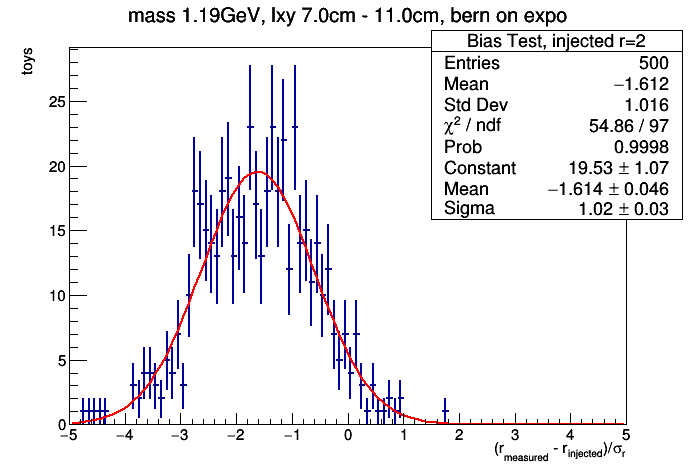 mass 1.19GeV, lxy 7.0cm - 11.0cm, bern on expo
Bias Test, injected r=2
Entries 500
Mean −1.612
Std Dev 1.016
χ² / ndf 54.86 / 97
Prob 0.9998
Constant 19.53 ± 1.07
Mean −1.614 ± 0.046
Sigma 1.02 ± 0.03
toys
25
20
15
10
5
0
−5 −4 −3 −2 −1 0 1 2 3 4 5
(r_measured - r_injected)/σ_r